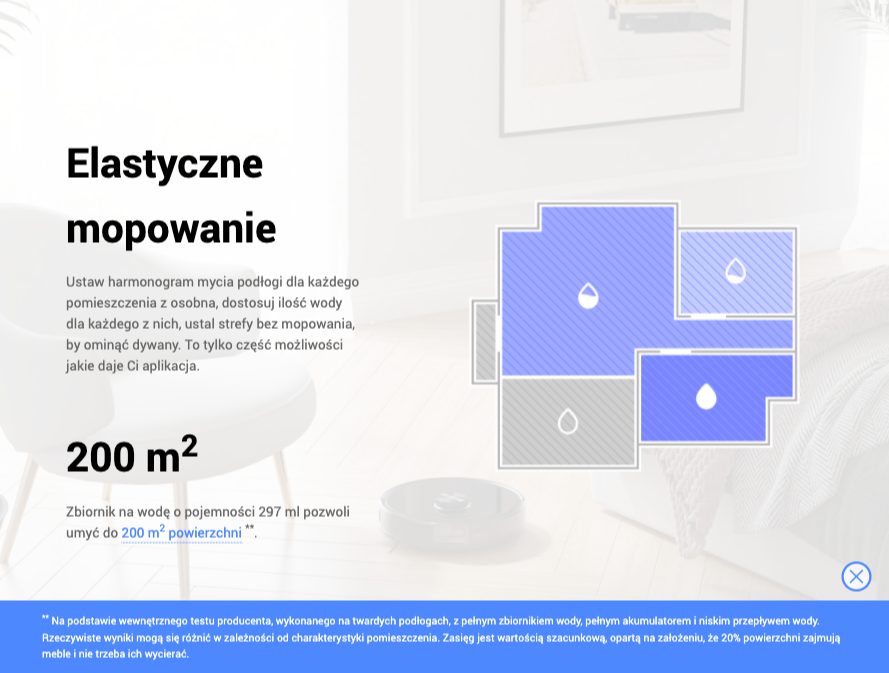 Elastyczne
mopowanie
Ustaw harmonogram mycia podłogi dla każdego
pomieszczenia z osobna, dostosuj ilość wody
dla każdego z nich, ustal strefy bez mopowania,
by ominąć dywany. To tylko część możliwości
jakie daje Ci aplikacja.
200 m²
Zbiornik na wodę o pojemności 297 ml pozwoli
umyć do 200 m² powierzchni **.
** Na podstawie wewnętrznego testu producenta, wykonanego na twardych podłogach, z pełnym zbiornikiem wody, pełnym akumulatorem i niskim przepływem wody.
Rzeczywiste wyniki mogą się różnić w zależności od charakterystyki pomieszczenia. Zasięg jest wartością szacunkową, opartą na założeniu, że 20% powierzchni zajmują
meble i nie trzeba ich wycierać.